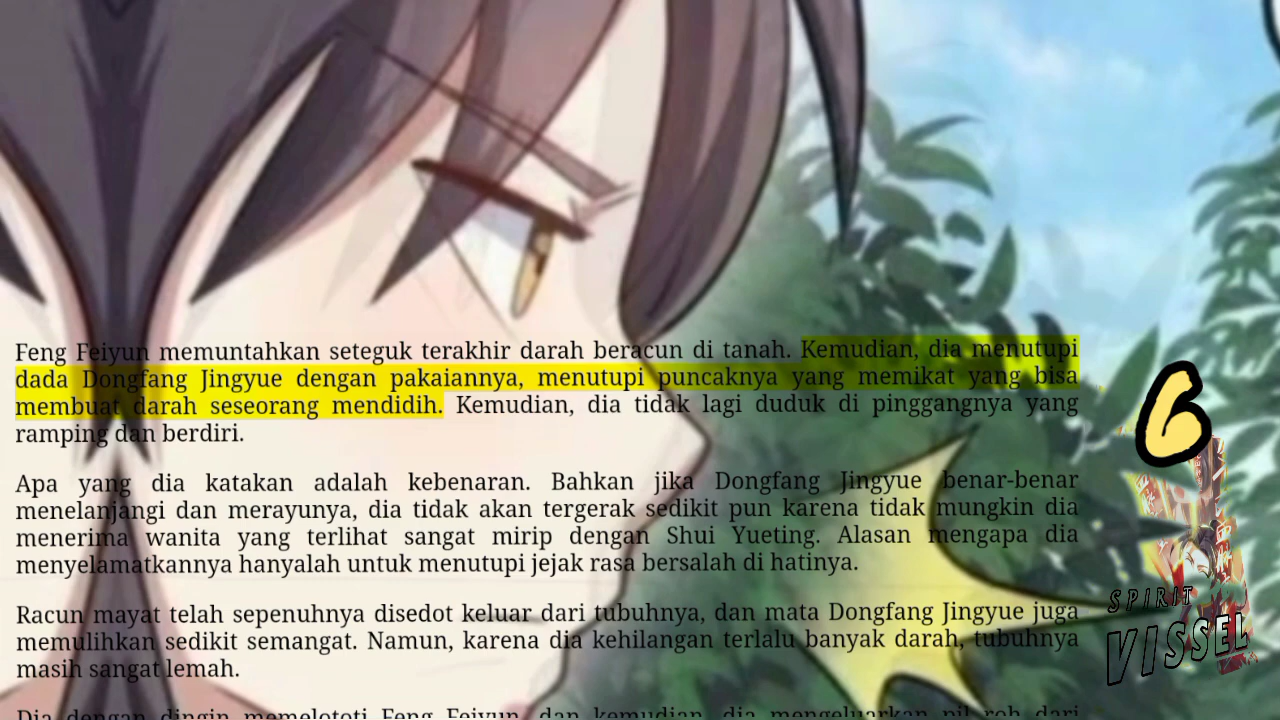 Feng Feiyun memuntahkan seteguk terakhir darah beracun di tanah. Kemudian, dia menutupi
dada Dongfang Jingyue dengan pakaiannya, menutupi puncaknya yang memikat yang bisa
membuat darah seseorang mendidih. Kemudian, dia tidak lagi duduk di pinggangnya yang
ramping dan berdiri.
Apa yang dia katakan adalah kebenaran. Bahkan jika Dongfang Jingyue benar-benar
menelanjangi dan merayunya, dia tidak akan tergerak sedikit pun karena tidak mungkin dia
menerima wanita yang terlihat sangat mirip dengan Shui Yueting. Alasan mengapa dia
menyelamatkannya hanyalah untuk menutupi jejak rasa bersalah di hatinya.
Racun mayat telah sepenuhnya disedot keluar dari tubuhnya, dan mata Dongfang Jingyue juga
memulihkan sedikit semangat. Namun, karena dia kehilangan terlalu banyak darah, tubuhnya
masih sangat lemah.
Dia dengan dingin memelototi Feng Feiyun dan kemudian dia mengeluarkan pil roh dari
6
SPIRIT
VISSEL